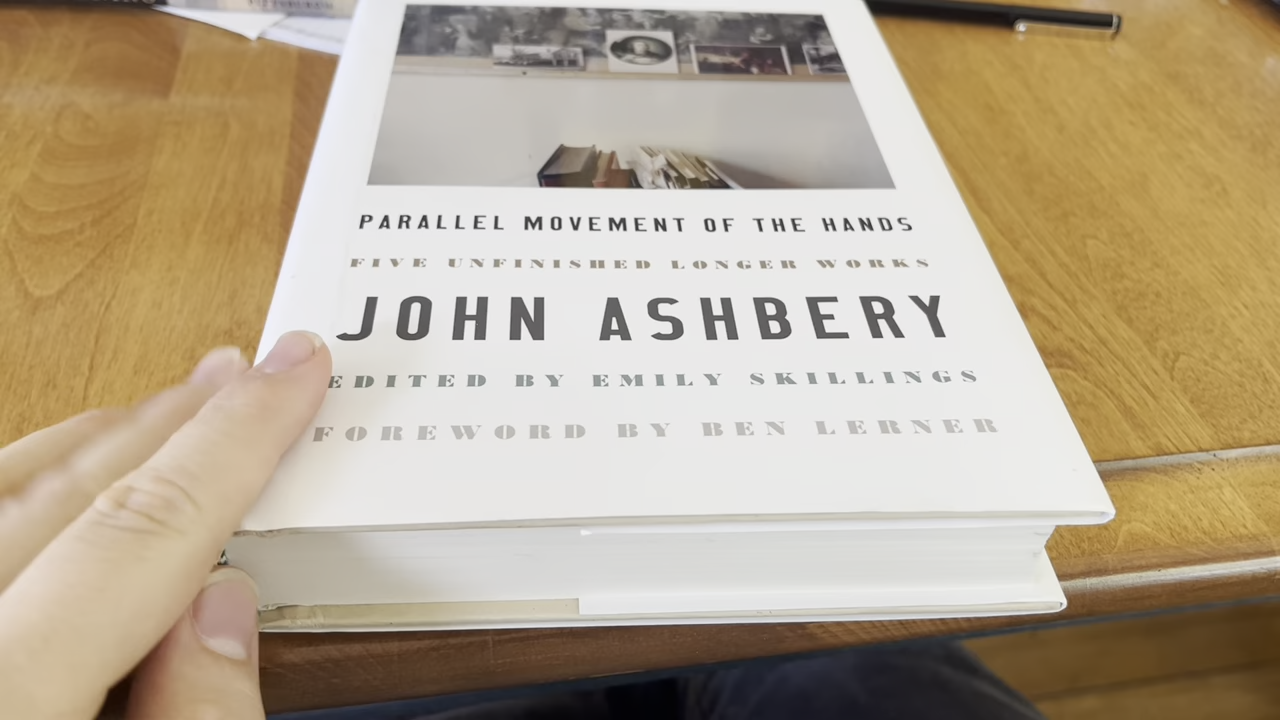 PARALLEL MOVEMENT OF THE HANDS
FIVE UNFINISHED LONGER WORKS
JOHN ASHBERY
EDITED BY EMILY SKILLINGS
FOREWORD BY BEN LERNER